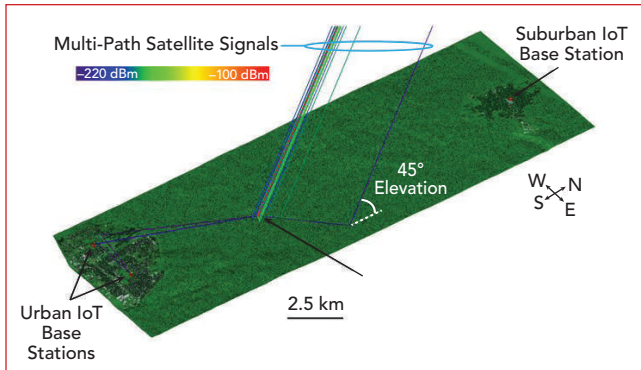 Multi-Path Satellite Signals
–220 dBm
–100 dBm
Suburban IoT
Base Station
45°
Elevation
W N
S E
2.5 km
Urban IoT
Base
Stations